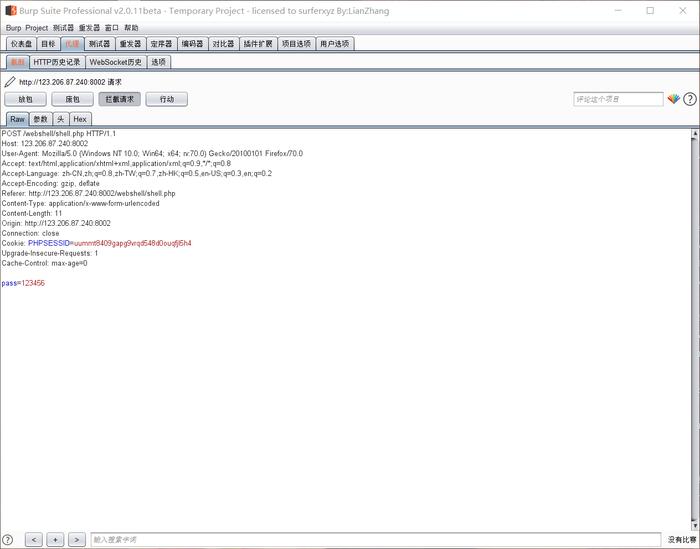 Burp Suite Professional v2.0.11beta - Temporary Project - licensed to surferxyz By:LianZhang
Burp Project 测试器 重发器 窗口 帮助
仪表盘 目标 代理 测试器 重发器 定序器 编码器 对比器 插件扩展 项目选项 用户选项
截断 HTTP历史记录 WebSocket历史 选项
http://123.206.87.240:8002 请求
放包 废包 拦截请求 行动 评论这个项目
Raw 参数 头 Hex
POST /webshell/shell.php HTTP/1.1
Host: 123.206.87.240:8002
User-Agent: Mozilla/5.0 (Windows NT 10.0; Win64; x64; rv:70.0) Gecko/20100101 Firefox/70.0
Accept: text/html,application/xhtml+xml,application/xml;q=0.9,*/*;q=0.8
Accept-Language: zh-CN,zh;q=0.8,zh-TW;q=0.7,zh-HK;q=0.5,en-US;q=0.3,en;q=0.2
Accept-Encoding: gzip, deflate
Referer: http://123.206.87.240:8002/webshell/shell.php
Content-Type: application/x-www-form-urlencoded
Content-Length: 11
Origin: http://123.206.87.240:8002
Connection: close
Cookie: PHPSESSID=uummt8409gapg9vrqd548d0ouqfjl5h4
Upgrade-Insecure-Requests: 1
Cache-Control: max-age=0
pass=123456
? < + > 输入搜索字词 没有比赛